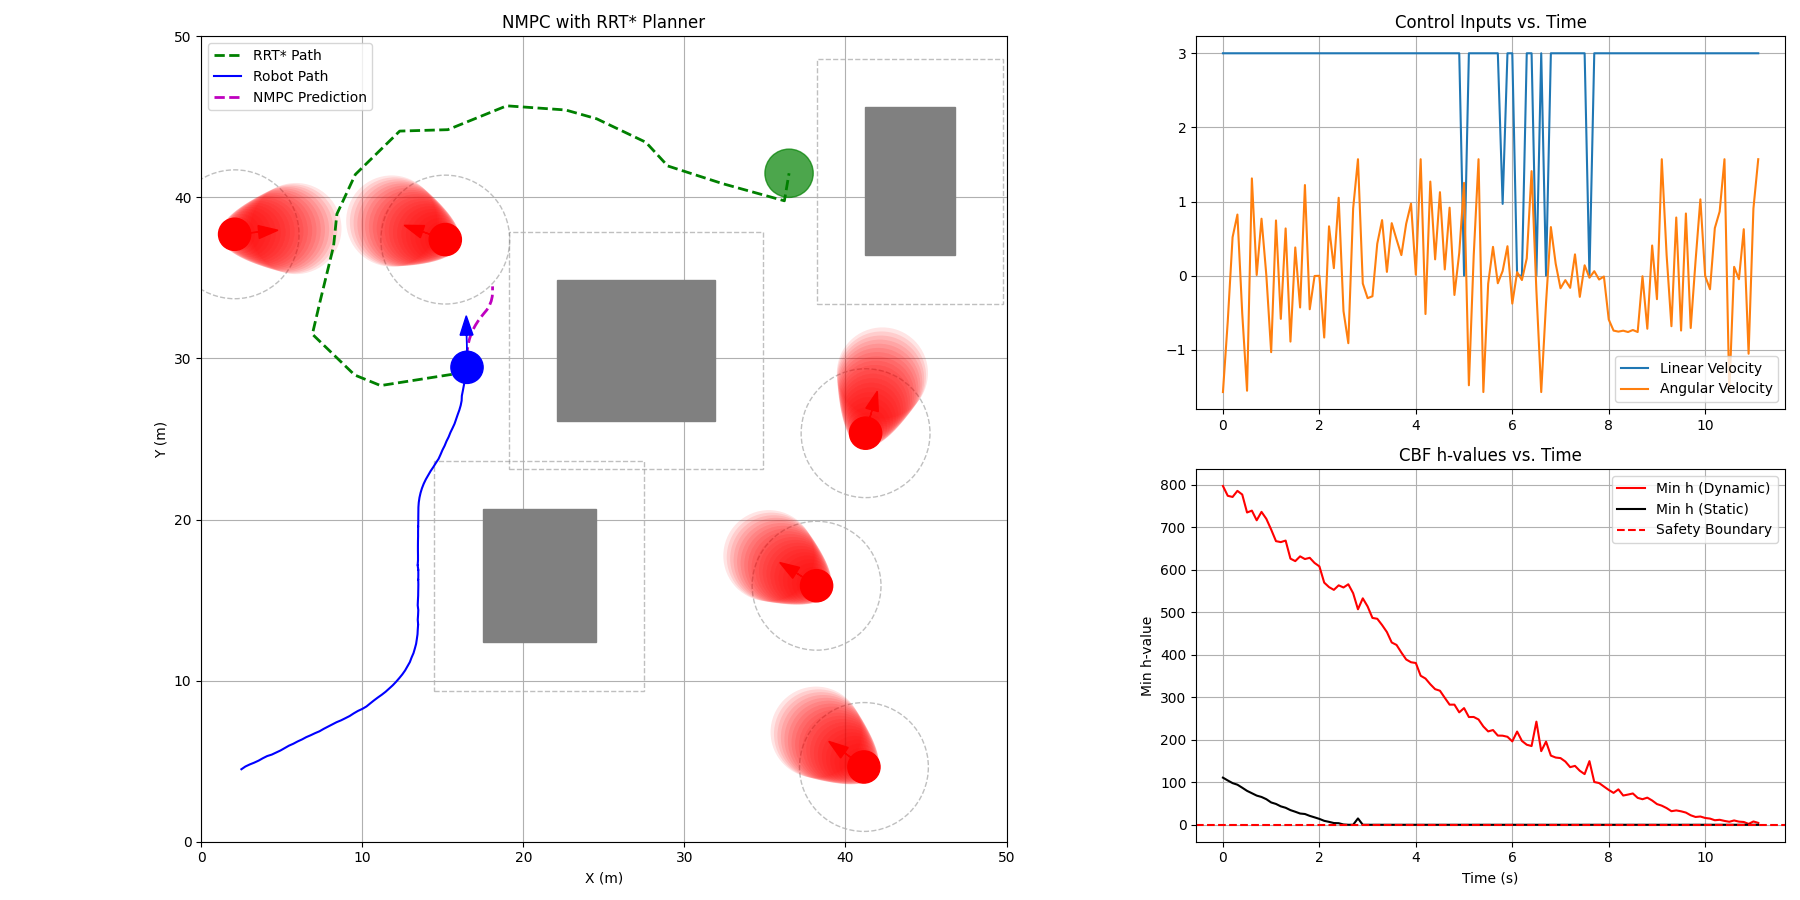 NMPC with RRT* Planner
RRT* Path
Robot Path
NMPC Prediction
50
40
30
20
10
0
Y (m)
0 10 20 30 40 50
X (m)
Control Inputs vs. Time
3
2
1
0
−1
Linear Velocity
Angular Velocity
0 2 4 6 8 10
CBF h-values vs. Time
Min h (Dynamic)
Min h (Static)
Safety Boundary
800
700
600
500
400
300
200
100
0
Min h-value
0 2 4 6 8 10
Time (s)